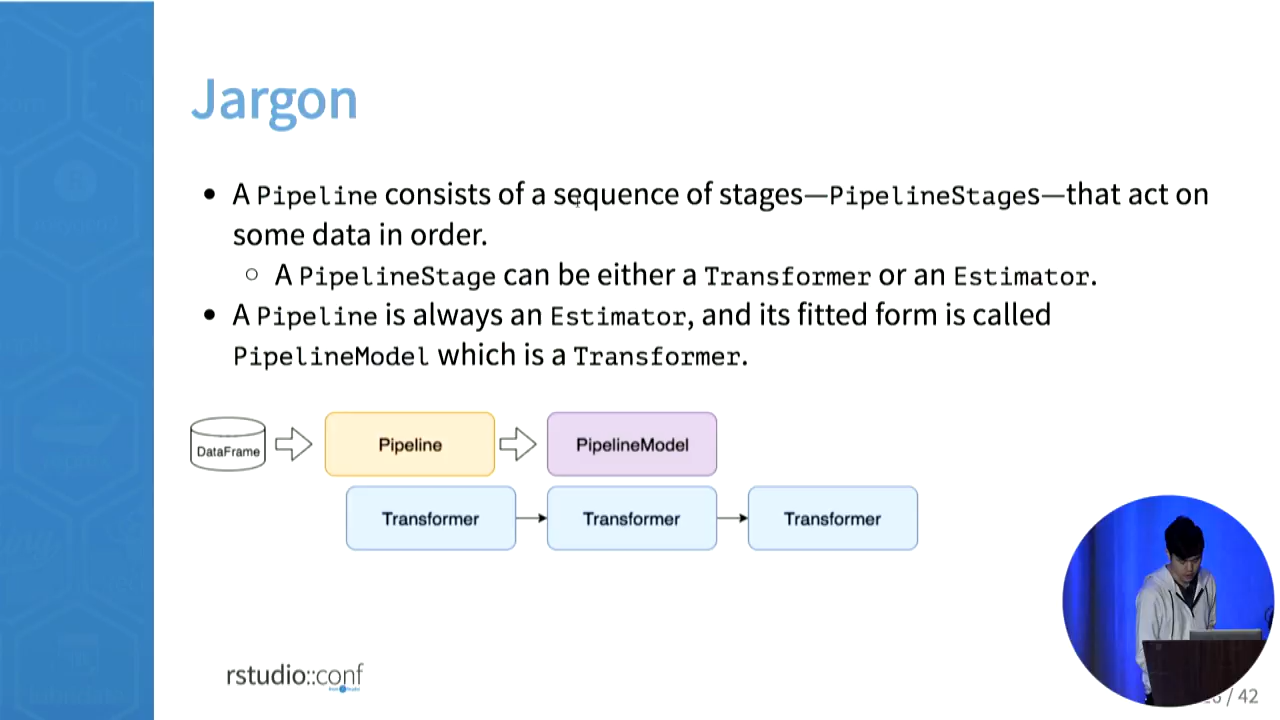 Jargon
A Pipeline consists of a sequence of stages—PipelineStages—that act on
some data in order.
A PipelineStage can be either a Transformer or an Estimator.
A Pipeline is always an Estimator, and its fitted form is called
PipelineModel which is a Transformer.
DataFrame
Pipeline
PipelineModel
Transformer
Transformer
Transformer
rstudio::conf
/ 42